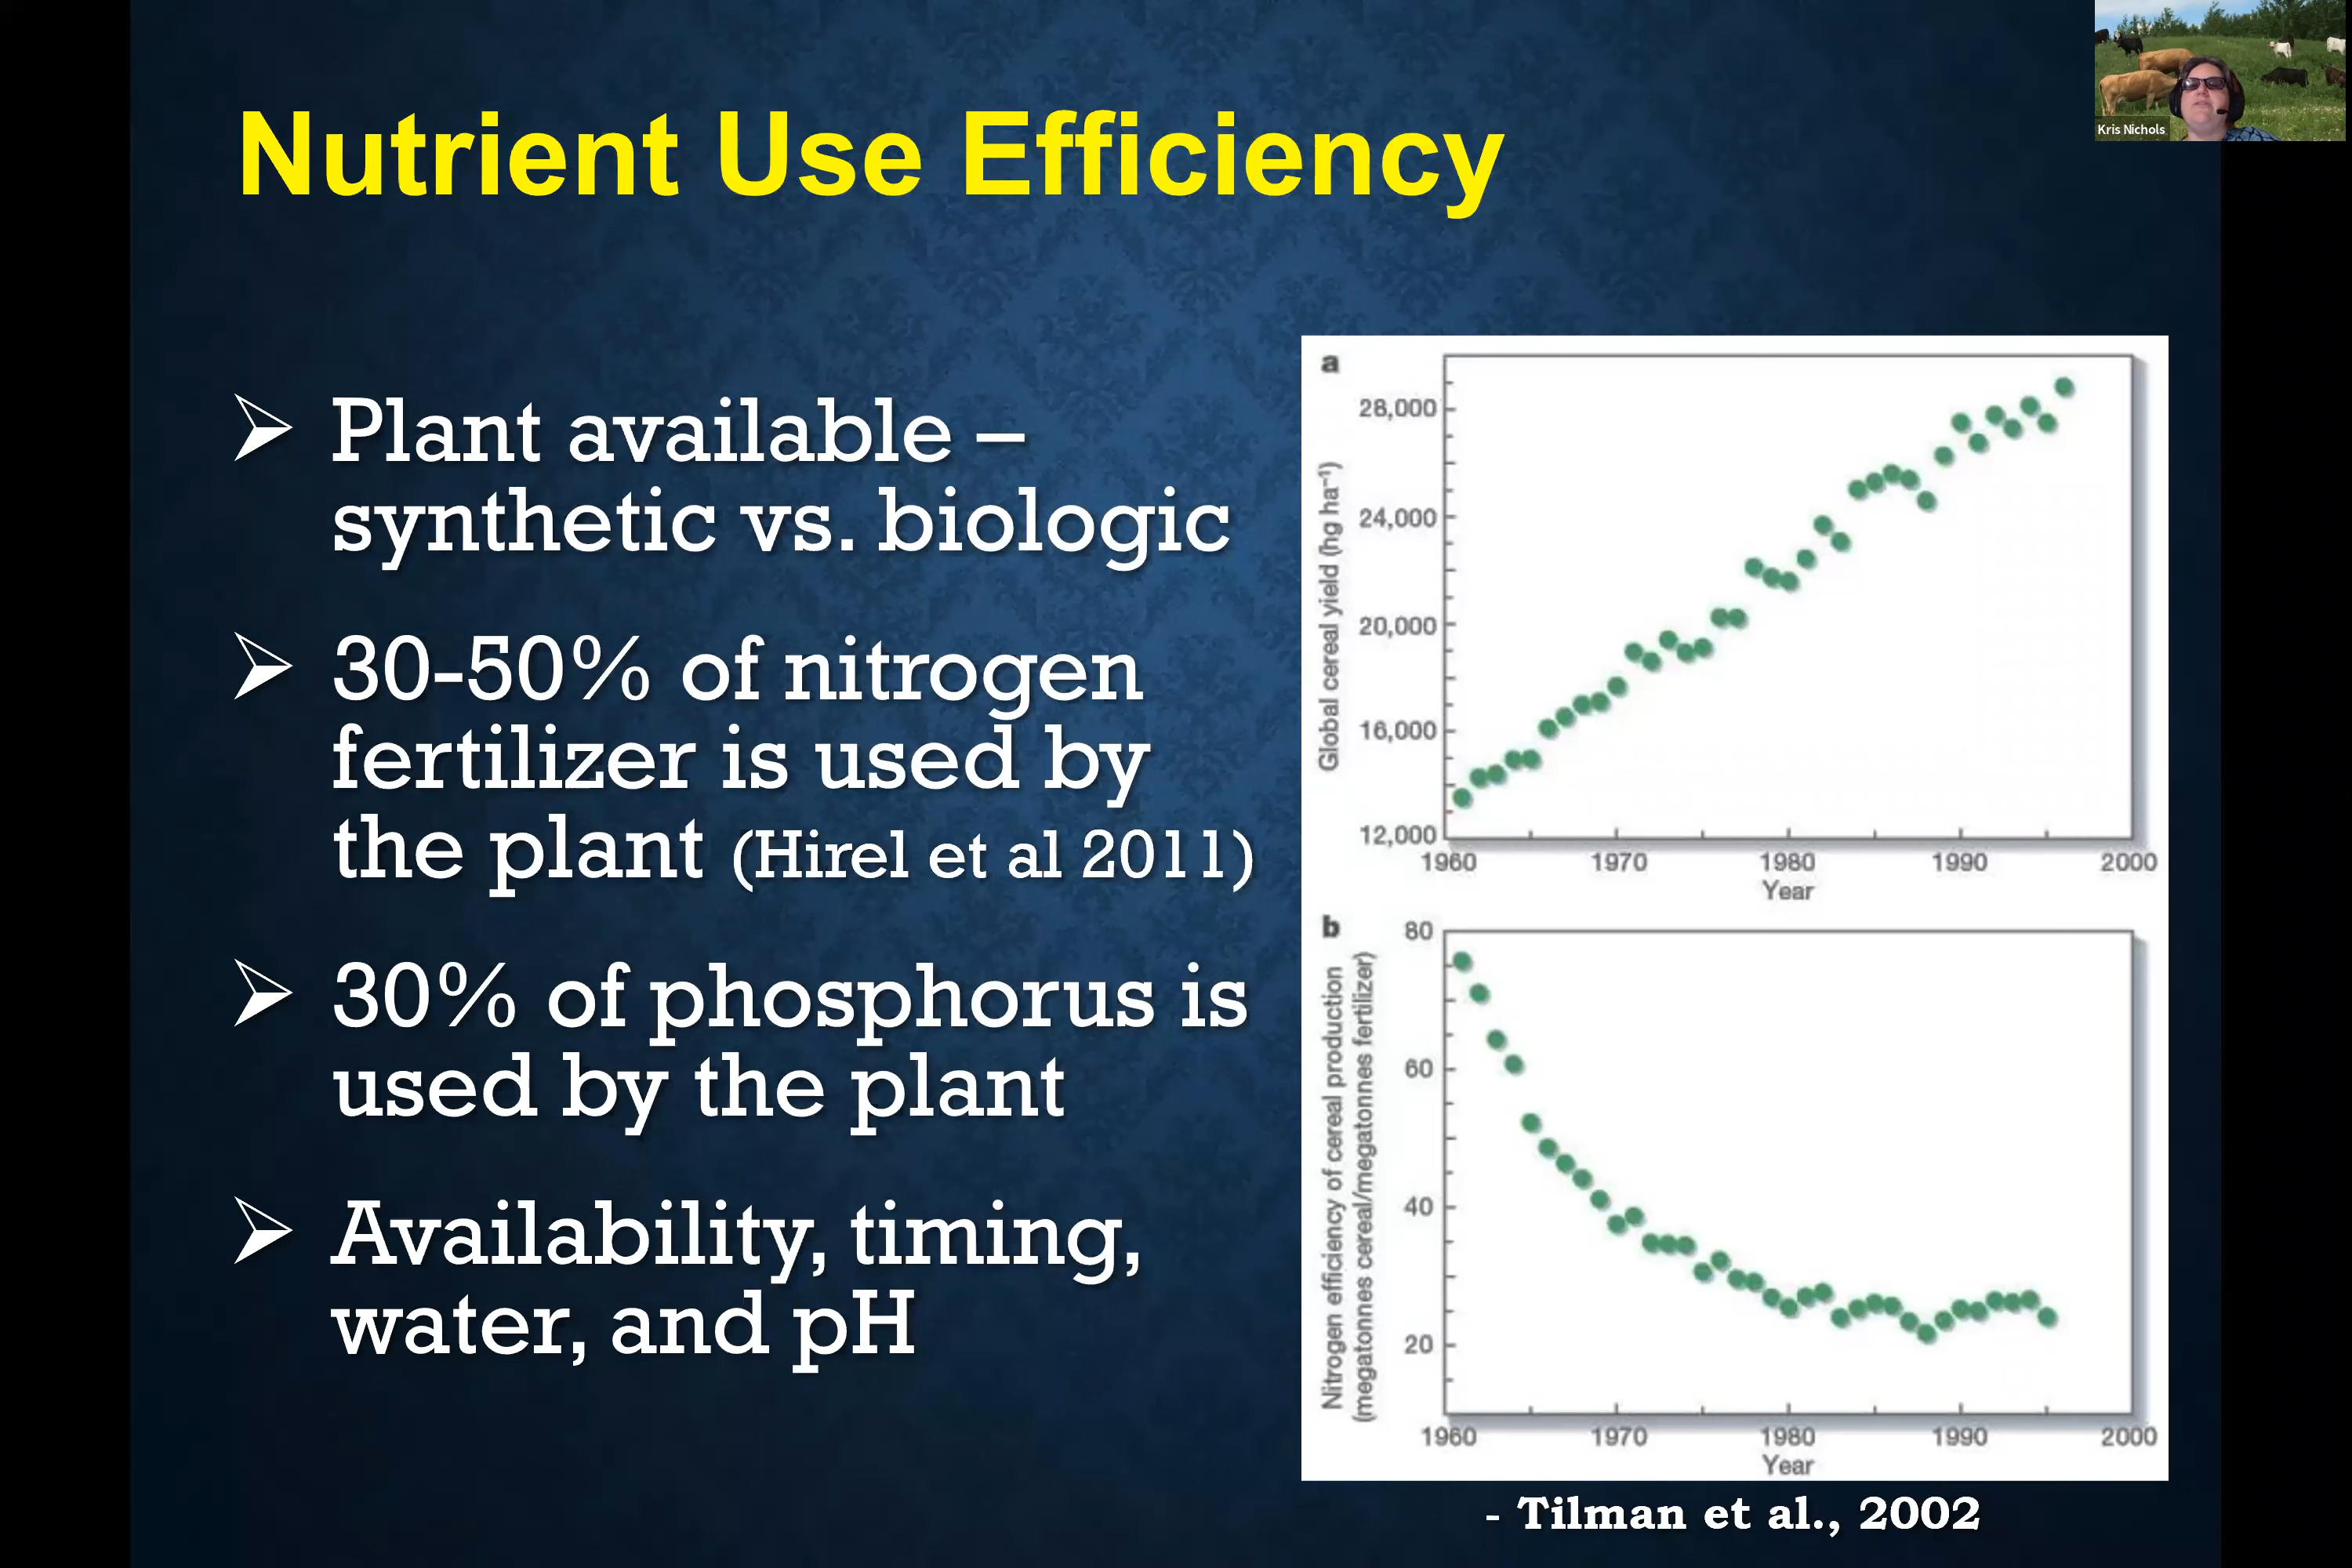 Kris Nichols
Nutrient Use Efficiency
Plant available –
synthetic vs. biologic
30-50% of nitrogen
fertilizer is used by
the plant (Hirel et al 2011)
30% of phosphorus is
used by the plant
Availability, timing,
water, and pH
a
Global cereal yield (hg ha⁻¹)
28,000
24,000
20,000
16,000
12,000
1960 1970 1980 1990 2000
Year
b
Nitrogen efficiency of cereal production
(megatonnes cereal/megatonnes fertilizer)
80
60
40
20
1960 1970 1980 1990 2000
Year
- Tilman et al., 2002